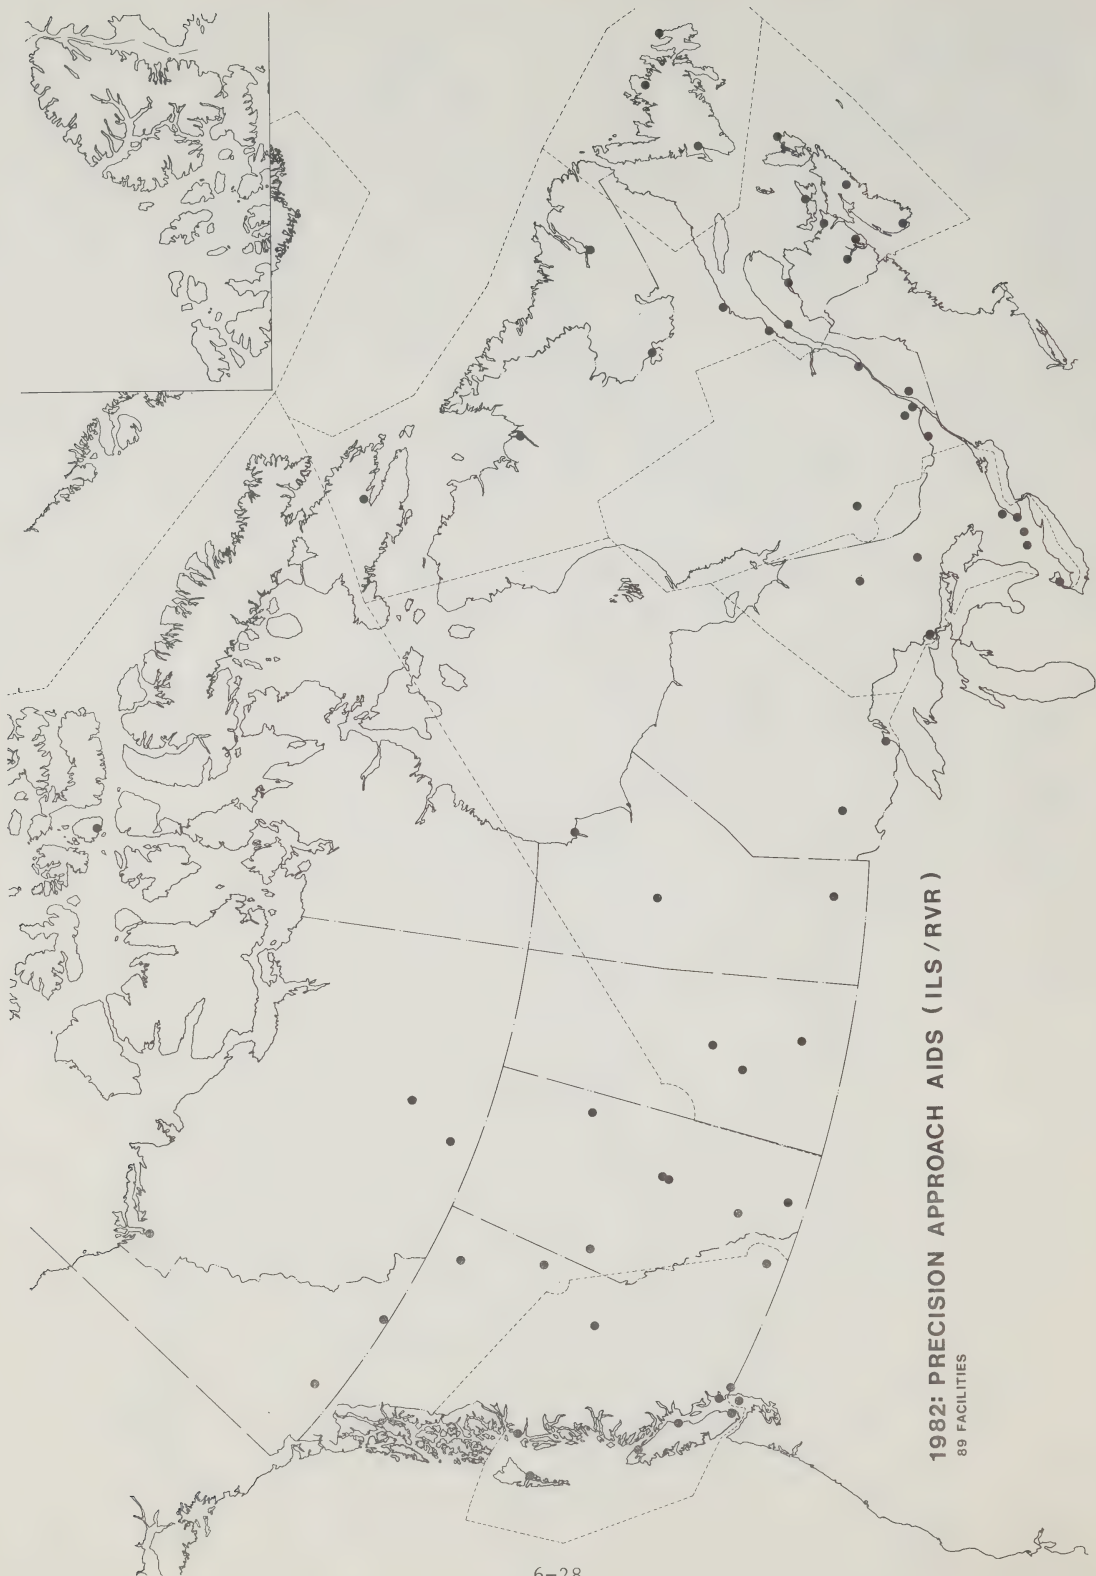 1982: PRECISION APPROACH AIDS (ILS/RVR)
89 FACILITIES
6-28